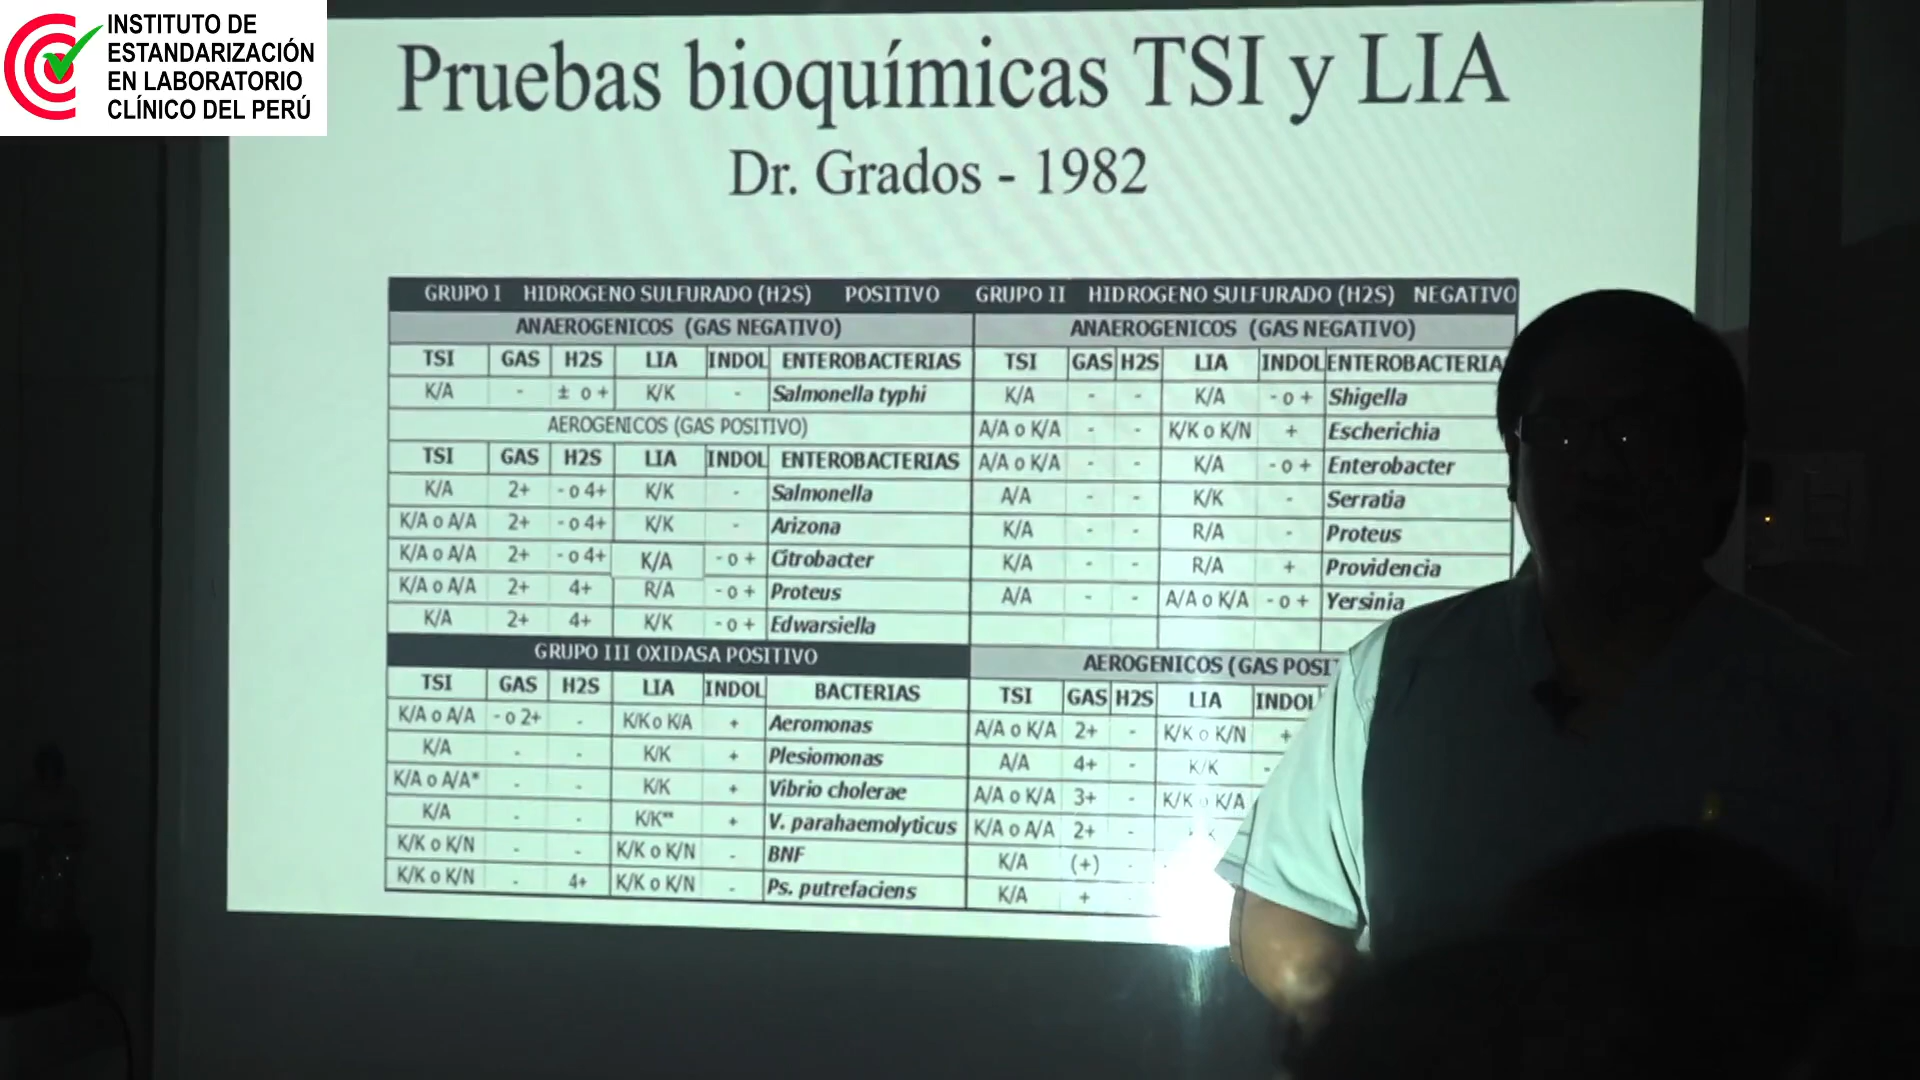 INSTITUTO DE
ESTANDARIZACIÓN
EN LABORATORIO
CLÍNICO DEL PERÚ
Pruebas bioquímicas TSI y LIA
Dr. Grados - 1982
GRUPO I HIDROGENO SULFURADO (H2S) POSITIVO
ANAEROGENICOS (GAS NEGATIVO)
TSI GAS H2S LIA INDOL ENTEROBACTERIAS
K/A - ± o + K/K - Salmonella typhi
AEROGENICOS (GAS POSITIVO)
TSI GAS H2S LIA INDOL ENTEROBACTERIAS
K/A 2+ - o 4+ K/K - Salmonella
K/A o A/A 2+ - o 4+ K/K - Arizona
K/A o A/A 2+ - o 4+ K/A - o + Citrobacter
K/A o A/A 2+ 4+ R/A - o + Proteus
K/A 2+ 4+ K/K - o + Edwarsiella
GRUPO III OXIDASA POSITIVO
TSI GAS H2S LIA INDOL BACTERIAS
K/A o A/A - o 2+ - K/K o K/A + Aeromonas
K/A - - K/K + Plesiomonas
K/A o A/A* - - K/K + Vibrio cholerae
K/A - - K/K** + V. parahaemolyticus
K/K o K/N - - K/K o K/N - BNF
K/K o K/N - 4+ K/K o K/N - Ps. putrefaciens
GRUPO II HIDROGENO SULFURADO (H2S) NEGATIVO
ANAEROGENICOS (GAS NEGATIVO)
TSI GAS H2S LIA INDOL ENTEROBACTERIA
K/A - - K/A - o + Shigella
A/A o K/A - - K/K o K/N + Escherichia
A/A o K/A - - K/A - o + Enterobacter
A/A - - K/K - Serratia
K/A - - R/A - Proteus
K/A - - R/A + Providencia
A/A - - A/A o K/A - o + Yersinia
AEROGENICOS (GAS POSI
TSI GAS H2S LIA INDOL
A/A o K/A 2+ - K/K o K/N +
A/A 4+ - K/K -
A/A o K/A 3+ - K/K o K/A
K/A o A/A 2+ -
K/A (+) -
K/A +